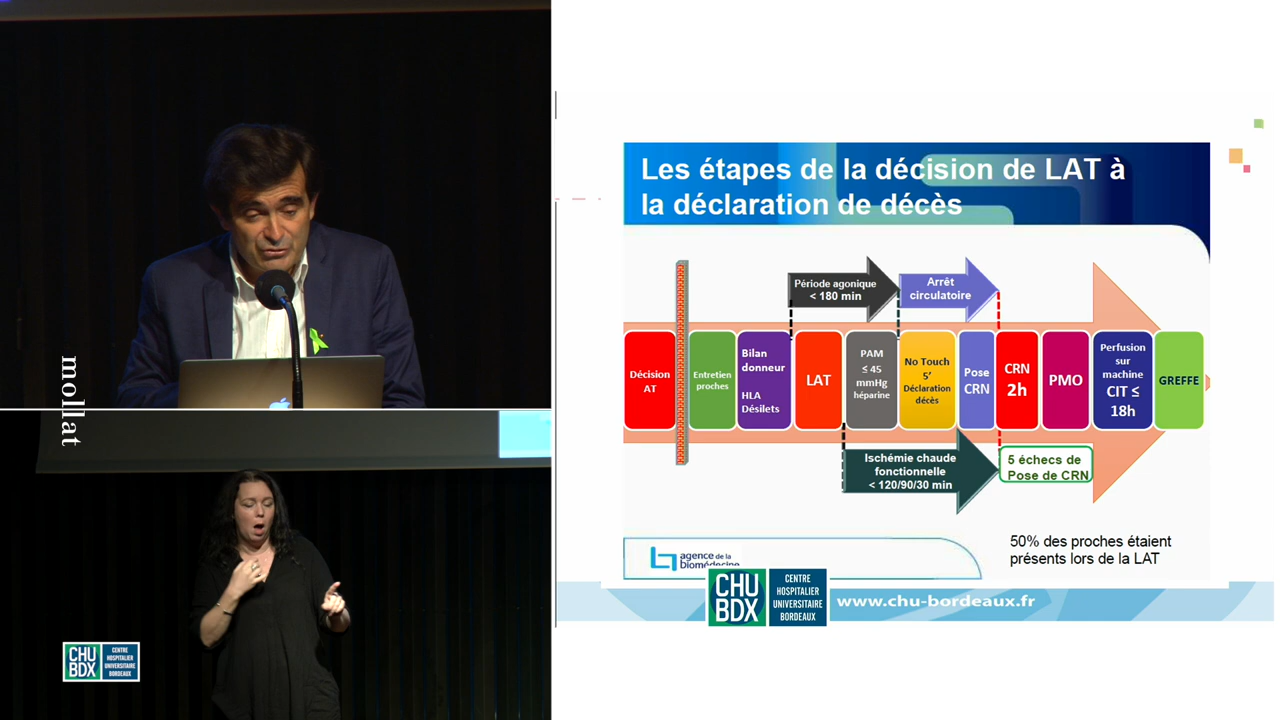 mollat
CHU
BDX
CENTRE
HOSPITALIER
UNIVERSITAIRE
BORDEAUX
Les étapes de la décision de LAT à
la déclaration de décès
Période agonique
< 180 min
Arrêt
circulatoire
Décision
AT
Entretien
proches
Bilan
donneur
HLA
Désilets
LAT
PAM
≤ 45
mmHg
héparine
No Touch
5’
Déclaration
décès
Pose
CRN
CRN
2h
PMO
Perfusion
sur
machine
CIT ≤
18h
GREFFE
Ischémie chaude
fonctionnelle
< 120/90/30 min
5 échecs de
Pose de CRN
50% des proches étaient
présents lors de la LAT
agence de la
biomédecine
CHU
BDX
CENTRE
HOSPITALIER
UNIVERSITAIRE
BORDEAUX
www.chu-bordeaux.fr